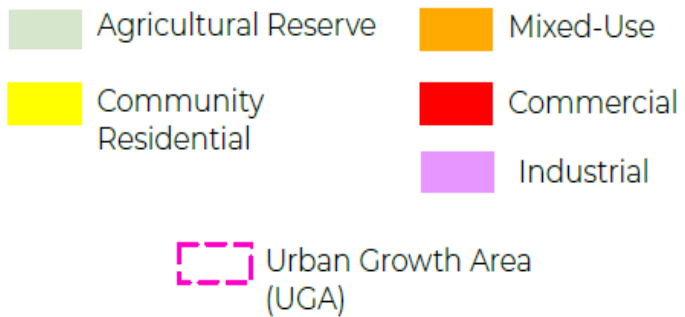 Agricultural Reserve
Community
Residential
Mixed-Use
Commercial
Industrial
Urban Growth Area
(UGA)